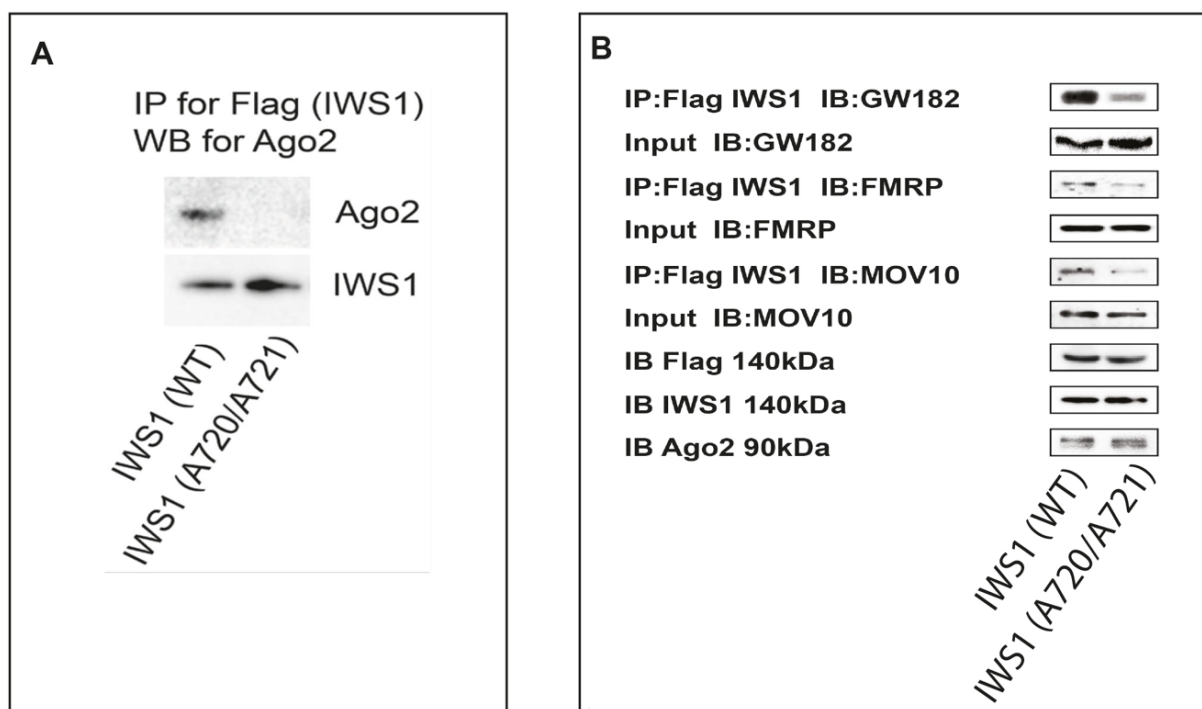 A
IP for Flag (IWS1)
WB for Ago2
Ago2
IWS1
IWS1 (WT)
IWS1 (A720/A721)
B
IP:Flag IWS1 IB:GW182
Input IB:GW182
IP:Flag IWS1 IB:FMRP
Input IB:FMRP
IP:Flag IWS1 IB:MOV10
Input IB:MOV10
IB Flag 140kDa
IB IWS1 140kDa
IB Ago2 90kDa
IWS1 (WT)
IWS1 (A720/A721)